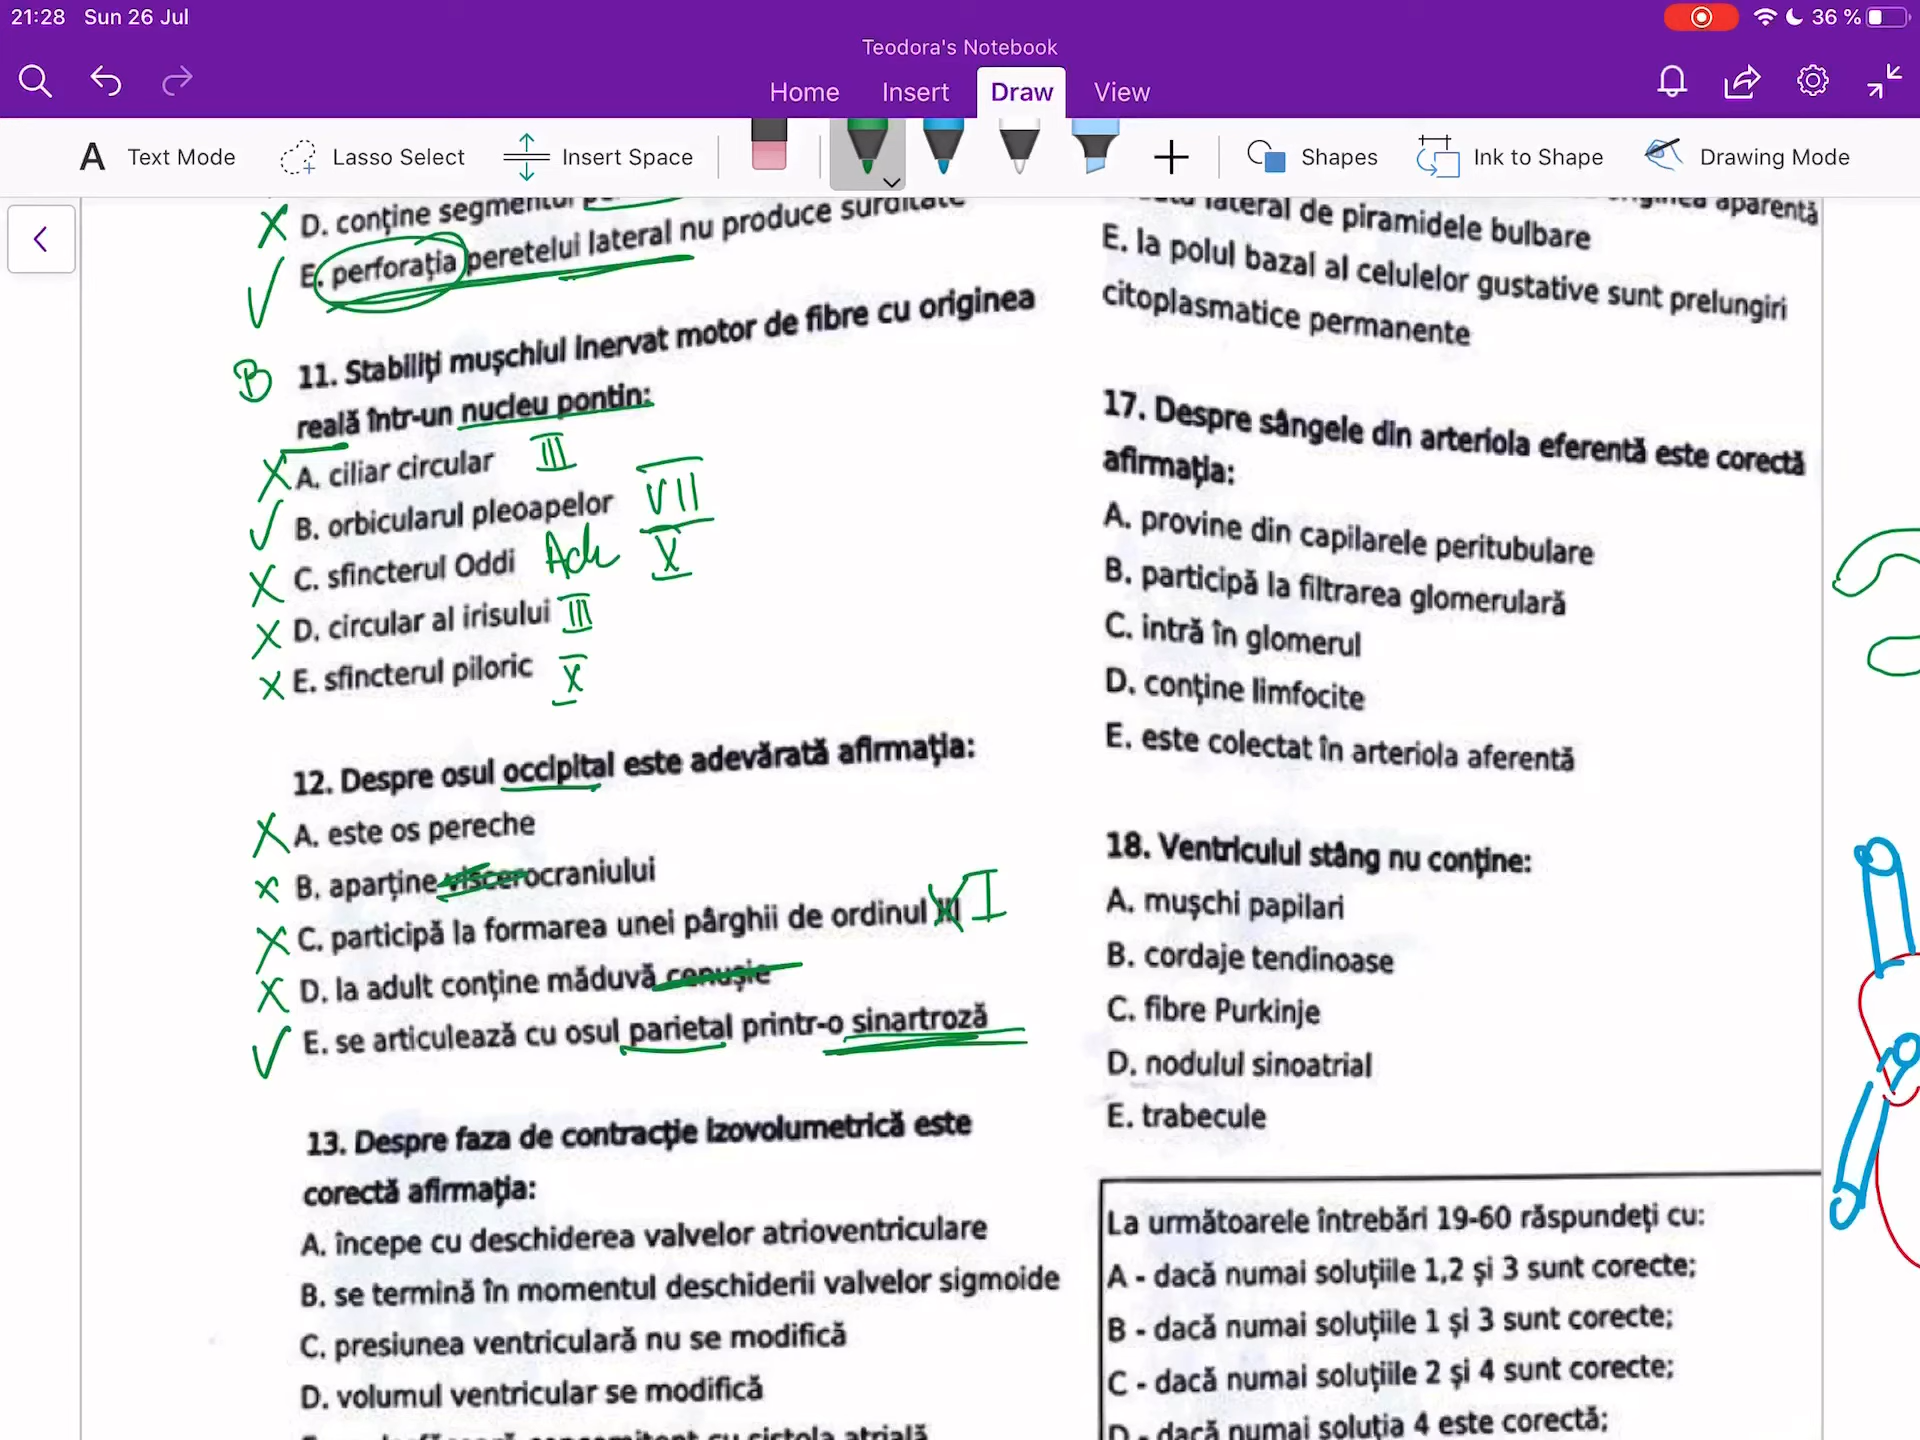 21:28 Sun 26 Jul
36 %
Teodora's Notebook
Home Insert Draw View
A Text Mode Lasso Select Insert Space Shapes Ink to Shape Drawing Mode
X D. conține segmentul
E. perforația peretelui lateral nu produce surditate
B 11. Stabiliți mușchiul inervat motor de fibre cu originea
reală într-un nucleu pontin:
X A. ciliar circular III
B. orbicularul pleoapelor VII
X C. sfincterul Oddi Ach X
X D. circular al irisului III
X E. sfincterul piloric X
12. Despre osul occipital este adevărată afirmația:
X A. este os pereche
X B. aparține viscerocraniului
X C. participă la formarea unei pârghii de ordinul III I
X D. la adult conține măduvă cenușie
E. se articulează cu osul parietal printr-o sinartroză
13. Despre faza de contracție izovolumetrică este
corectă afirmația:
A. începe cu deschiderea valvelor atrioventriculare
B. se termină în momentul deschiderii valvelor sigmoide
C. presiunea ventriculară nu se modifică
D. volumul ventricular se modifică
concomitent cu sistola atrială
originea aparentă
lateral de piramidele bulbare
E. la polul bazal al celulelor gustative sunt prelungiri
citoplasmatice permanente
17. Despre sângele din arteriola eferentă este corectă
afirmația:
A. provine din capilarele peritubulare
B. participă la filtrarea glomerulară
C. intră în glomerul
D. conține limfocite
E. este colectat în arteriola aferentă
18. Ventriculul stâng nu conține:
A. mușchi papilari
B. cordaje tendinoase
C. fibre Purkinje
D. nodulul sinoatrial
E. trabecule
La următoarele întrebări 19-60 răspundeți cu:
A - dacă numai soluțiile 1,2 și 3 sunt corecte;
B - dacă numai soluțiile 1 și 3 sunt corecte;
C - dacă numai soluțiile 2 și 4 sunt corecte;
D - dacă numai soluția 4 este corectă;